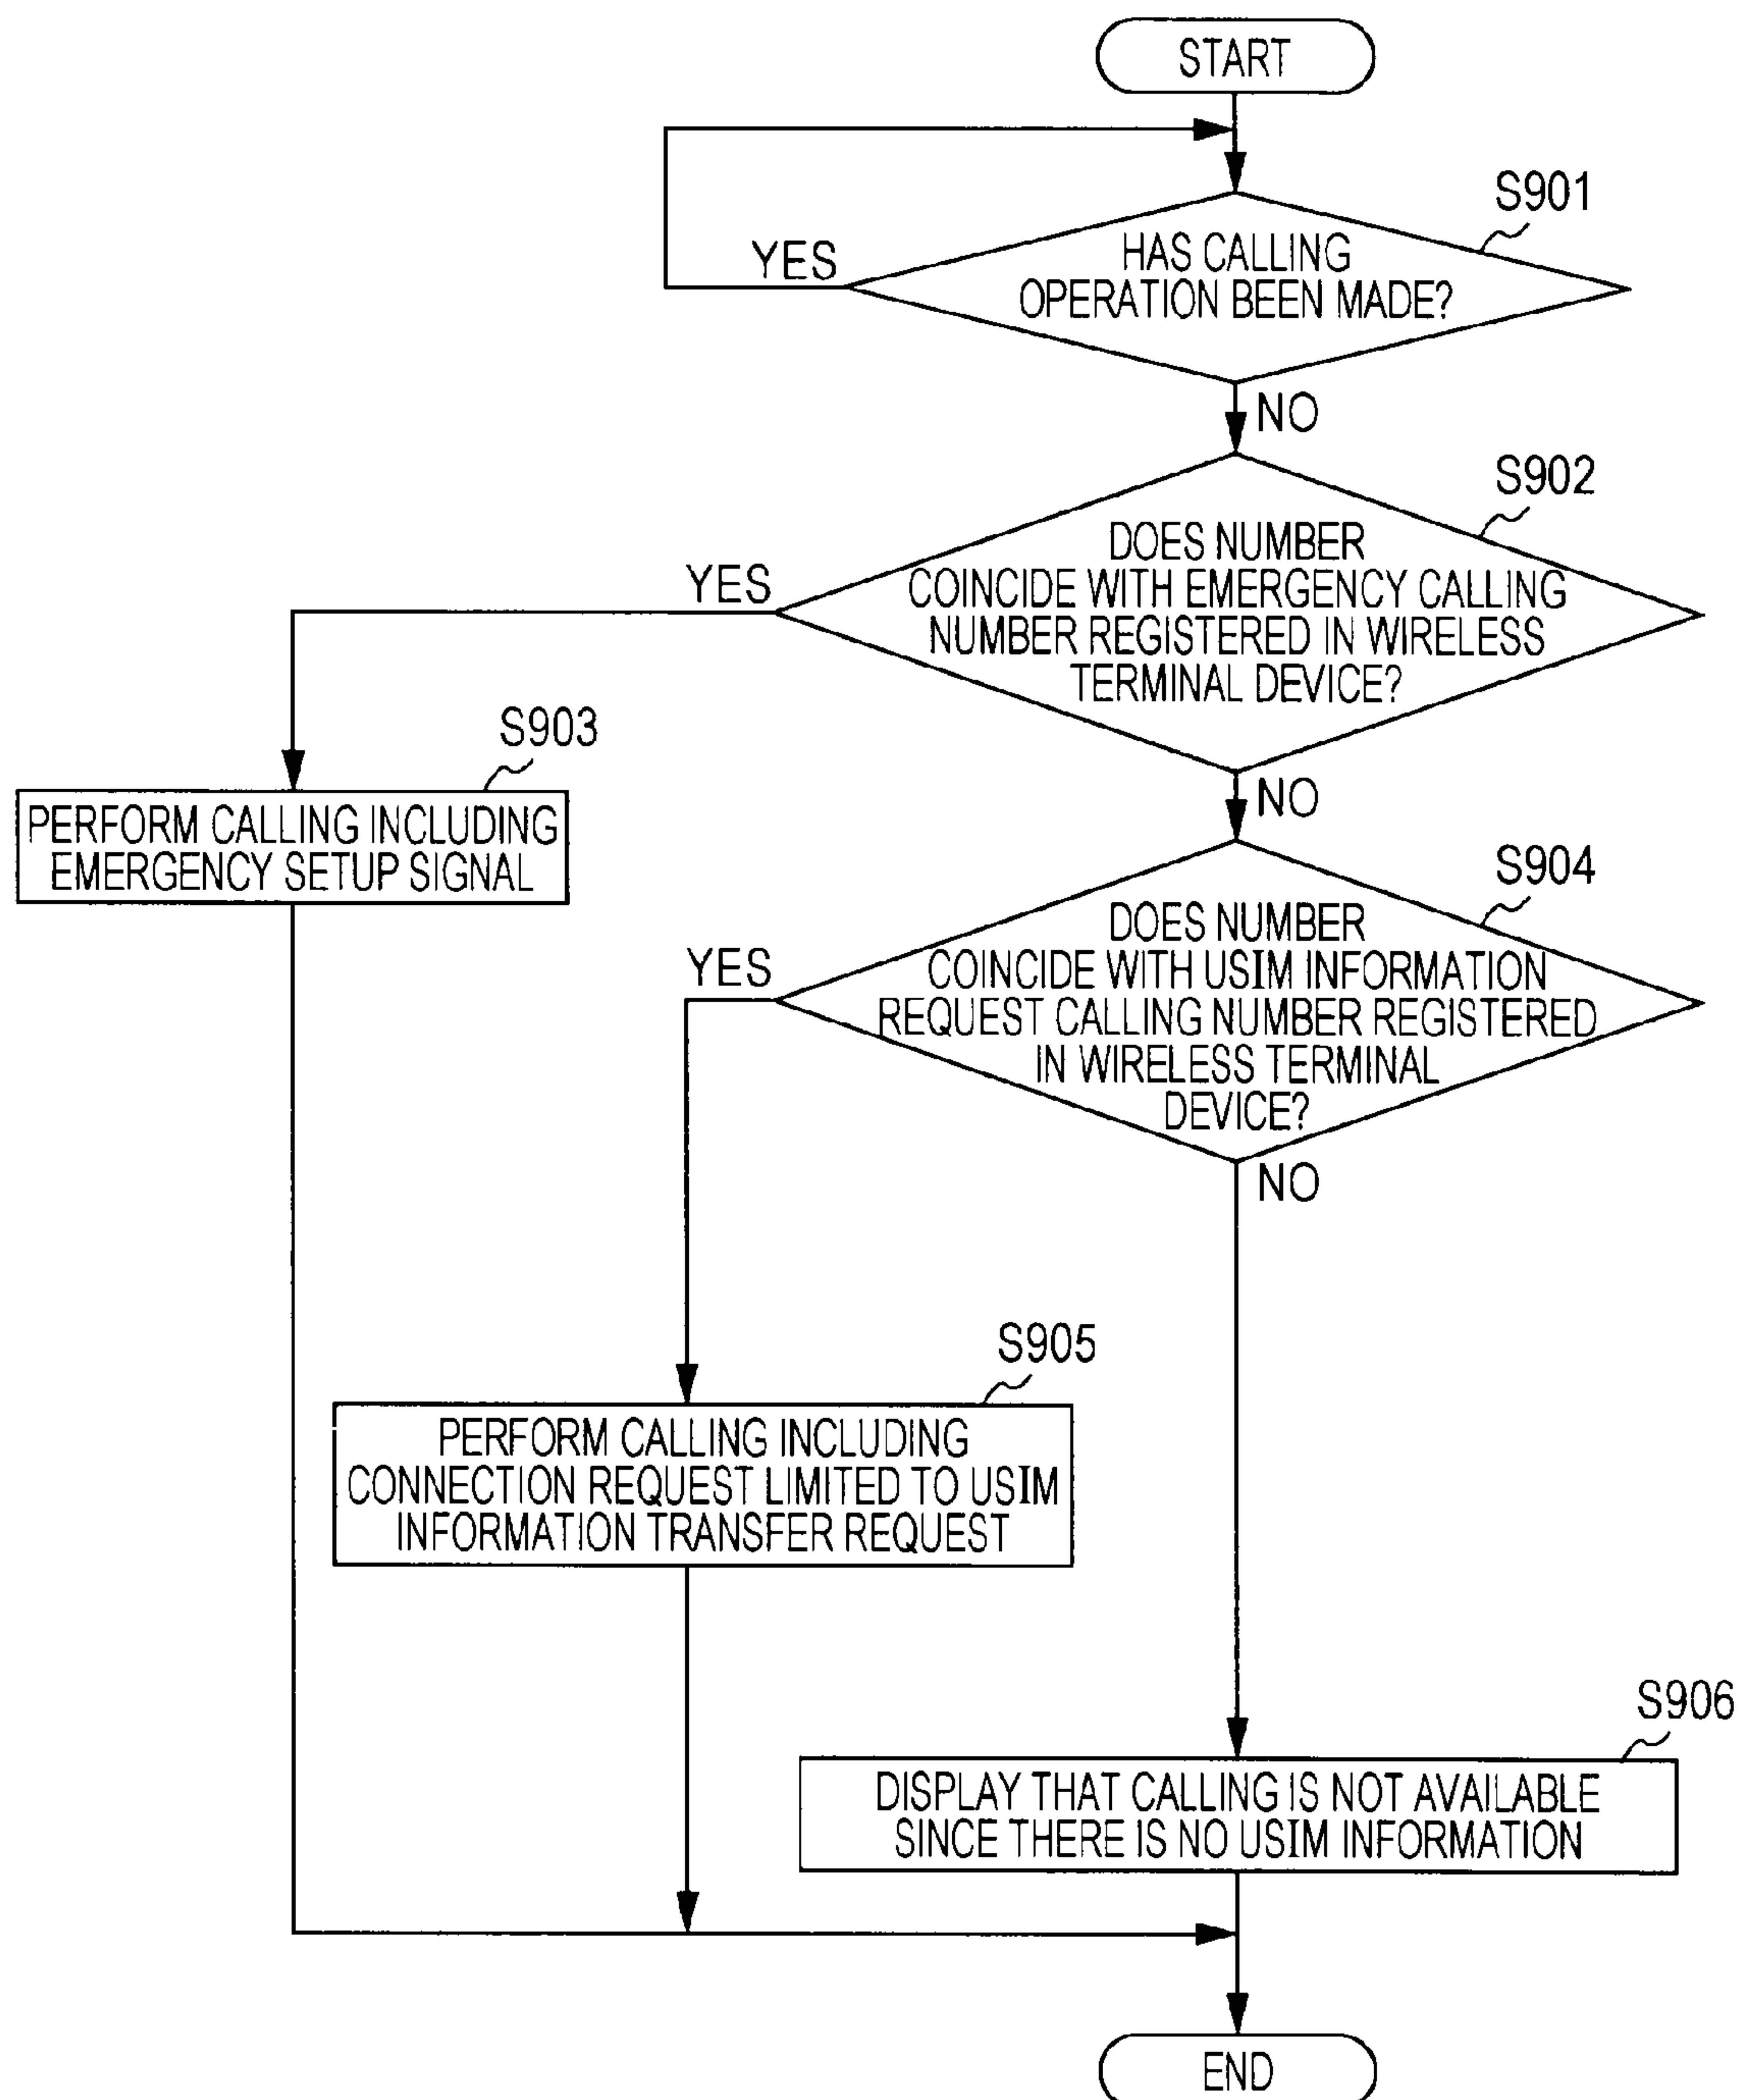 START
S901
HAS CALLING
OPERATION BEEN MADE?
YES
NO
S902
DOES NUMBER
COINCIDE WITH EMERGENCY CALLING
NUMBER REGISTERED IN WIRELESS
TERMINAL DEVICE?
YES
NO
S903
PERFORM CALLING INCLUDING
EMERGENCY SETUP SIGNAL
S904
DOES NUMBER
COINCIDE WITH USIM INFORMATION
REQUEST CALLING NUMBER REGISTERED
IN WIRELESS TERMINAL
DEVICE?
YES
NO
S905
PERFORM CALLING INCLUDING
CONNECTION REQUEST LIMITED TO USIM
INFORMATION TRANSFER REQUEST
S906
DISPLAY THAT CALLING IS NOT AVAILABLE
SINCE THERE IS NO USIM INFORMATION
END